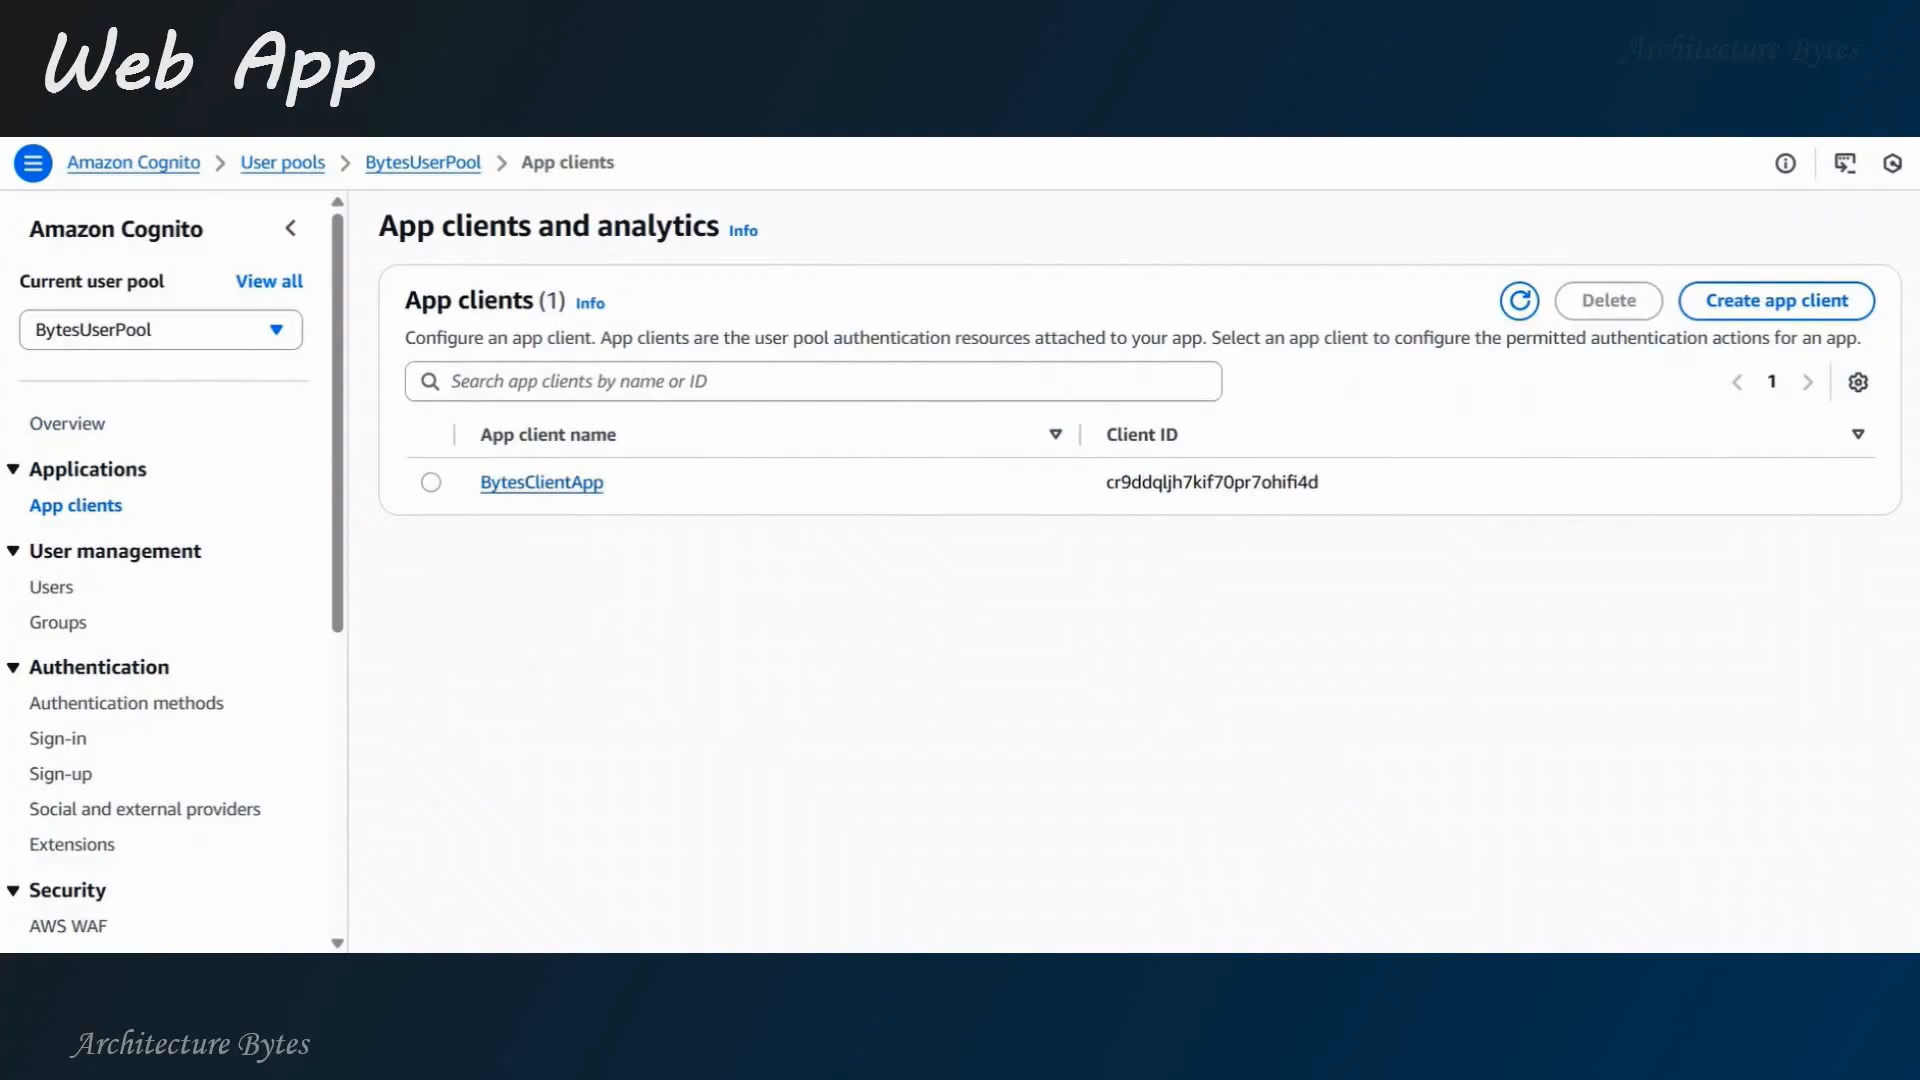 Web App
Architecture Bytes
Amazon Cognito
User pools
BytesUserPool
App clients
Amazon Cognito
Current user pool
View all
BytesUserPool
Overview
Applications
App clients
User management
Users
Groups
Authentication
Authentication methods
Sign-in
Sign-up
Social and external providers
Extensions
Security
AWS WAF
App clients and analytics Info
App clients (1) Info
Delete
Create app client
Configure an app client. App clients are the user pool authentication resources attached to your app. Select an app client to configure the permitted authentication actions for an app.
Search app clients by name or ID
1
App client name
Client ID
BytesClientApp
cr9ddqljh7kif70pr7ohifi4d
Architecture Bytes